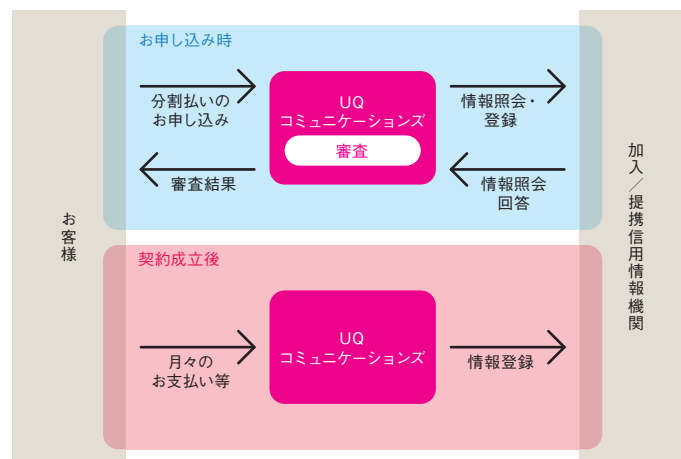 お申し込み時
分割払いの
お申し込み
UQ
コミュニケーションズ
審査
情報照会・
登録
審査結果
情報照会
回答
お客様
加入／提携信用情報機関
契約成立後
月々の
お支払い等
UQ
コミュニケーションズ
情報登録